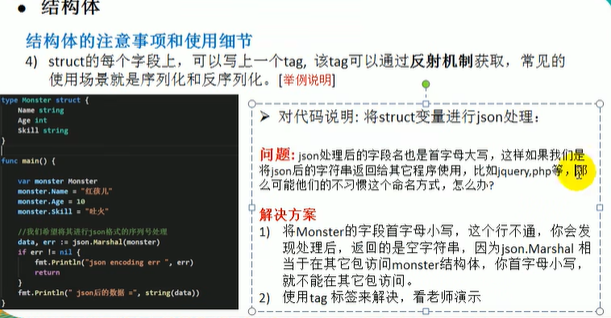 • 结构体
结构体的注意事项和使用细节
4) struct的每个字段上，可以写上一个tag, 该tag可以通过反射机制获取，常见的
使用场景就是序列化和反序列化。[举例说明]
type Monster struct {
Name string
Age int
Skill string
}
func main() {
var monster Monster
monster.Name = "红孩儿"
monster.Age = 10
monster.Skill = "吐火"
//我们希望将其进行json格式的序列号处理
data, err := json.Marshal(monster)
if err != nil {
fmt.Println("json encoding err ", err)
return
}
fmt.Println(" json后的数据 =", string(data))
}
➢ 对代码说明: 将struct变量进行json处理：
问题: json处理后的字段名也是首字母大写，这样如果我们是
将json后的字符串返回给其它程序使用，比如jquery,php等，那
么可能他们的不习惯这个命名方式，怎么办?
解决方案
1) 将Monster的字段首字母小写，这个行不通，你会发
现处理后，返回的是空字符串，因为json.Marshal 相
当于在其它包访问monster结构体，你首字母小写，
就不能在其它包访问。
2) 使用tag 标签来解决，看老师演示